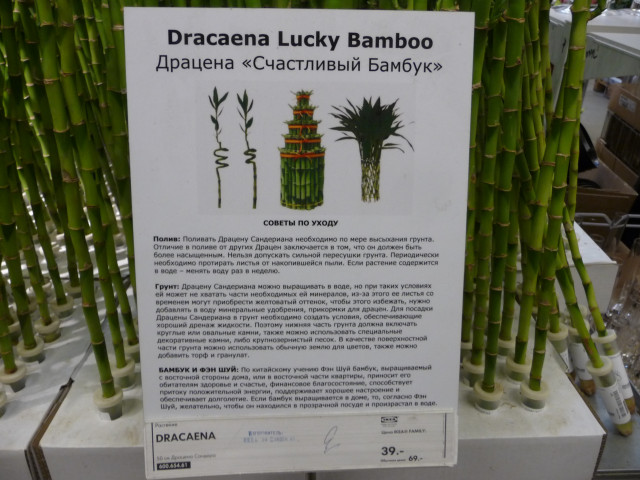 Dracaena Lucky Bamboo
Драцена «Счастливый Бамбук»
СОВЕТЫ ПО УХОДУ
Полив: Поливать Драцену Сандериана необходимо по мере высыхания грунта.
Отличие в поливе от других Драцен заключается в том, что он должен быть
более насыщенным. Нельзя допускать сильной пересушки грунта. Периодически
необходимо протирать листья от накопившейся пыли. Если растение содержится
в воде – менять воду раз в неделю.
Грунт: Драцену Сандериана можно выращивать в воде, но при таких условиях
ей может не хватать части необходимых ей минералов, из-за этого ее листья со
временем могут приобрести желтоватый оттенок, чтобы этого избежать, нужно
добавлять в воду минеральные удобрения, прикормки для драцен. Для посадки
Драцены Сандериана в грунт необходимо создать условия, обеспечивающие
хороший дренаж жидкости. Поэтому нижняя часть грунта должна включать
круглые или овальные камни, также можно использовать специальные
декоративные камни, либо крупнозернистый песок. В качестве поверхностной
части грунта можно использовать обычную землю для цветов, также можно
добавить торф и гранулат.
БАМБУК И ФЭН ШУЙ: По китайскому учению Фэн Шуй бамбук, выращиваемый
с восточной стороны дома, или в восточной части квартиры, приносит его
обитателям здоровье и счастье, финансовое благосостояние, способствует
притоку положительной энергии, поддерживает хорошее настроение и
обеспечивает долголетие. Если бамбук выращивается в доме, то, согласно Фэн
Шуй, желательно, чтобы он находился в прозрачной посуде и произрастал в воде.
Растение
DRACAENA
IKEA FAMILY
39.-
69.-
600.654.61